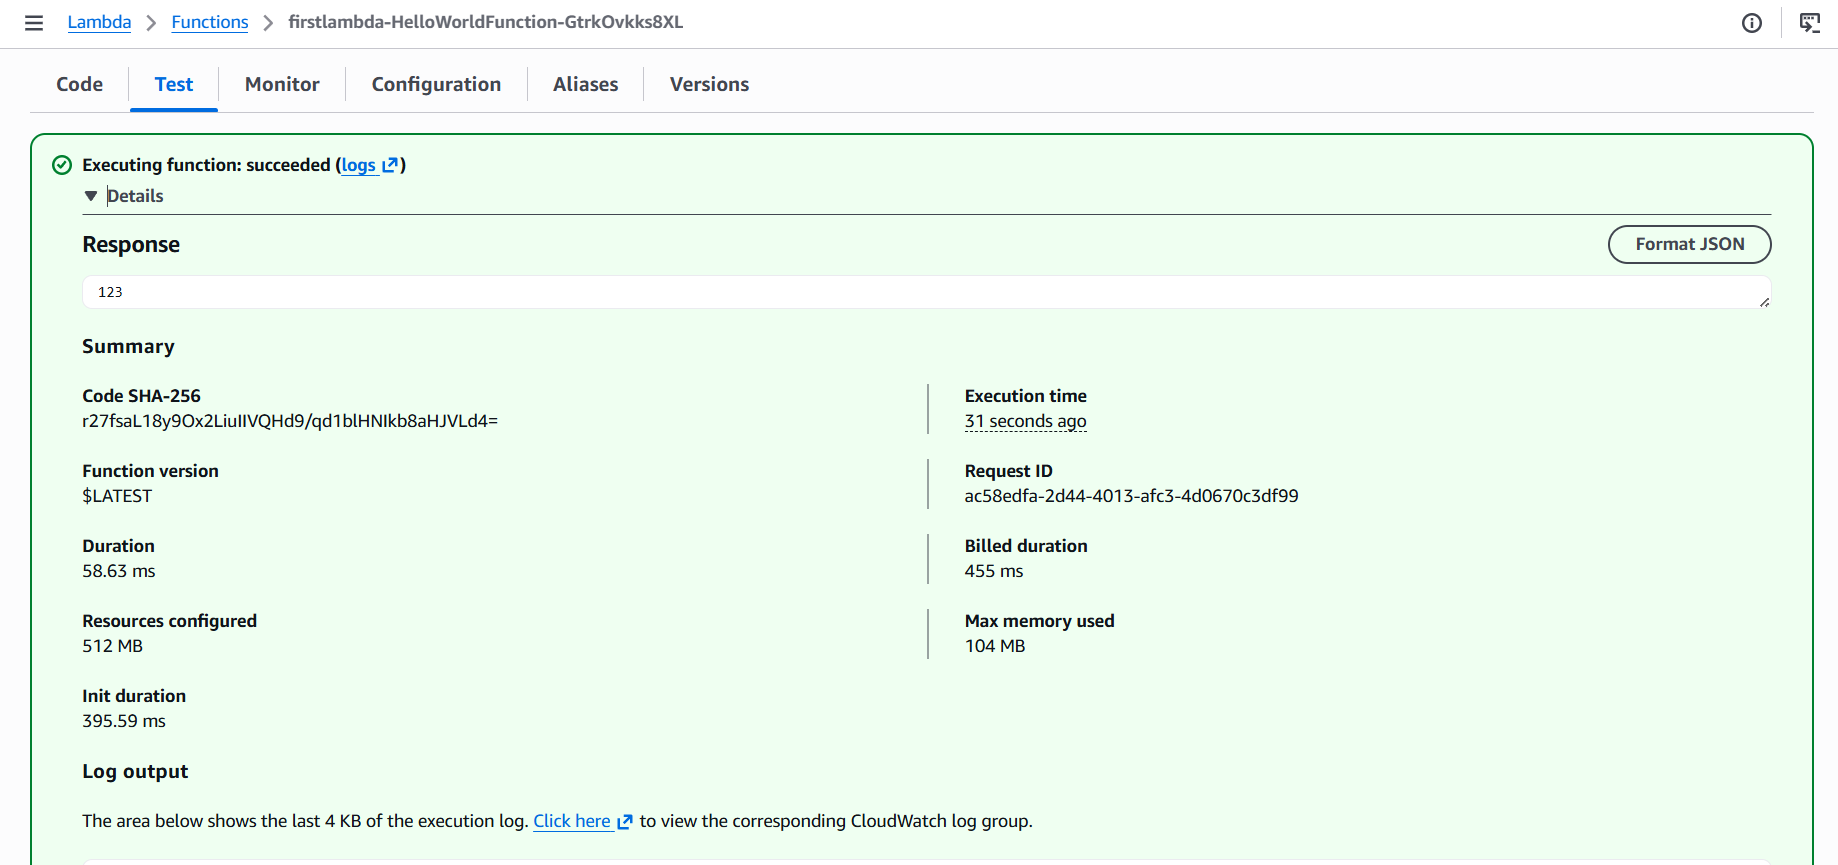 Lambda > Functions > firstlambda-HelloWorldFunction-GtrkOvkks8XL
Code Test Monitor Configuration Aliases Versions
Executing function: succeeded (logs)
Details
Response
Format JSON
123
Summary
Code SHA-256
r27fsaL18y9Ox2LiuIIVQHd9/qd1blHNIkb8aHJVLd4=
Execution time
31 seconds ago
Function version
$LATEST
Request ID
ac58edfa-2d44-4013-afc3-4d0670c3df99
Duration
58.63 ms
Billed duration
455 ms
Resources configured
512 MB
Max memory used
104 MB
Init duration
395.59 ms
Log output
The area below shows the last 4 KB of the execution log. Click here to view the corresponding CloudWatch log group.